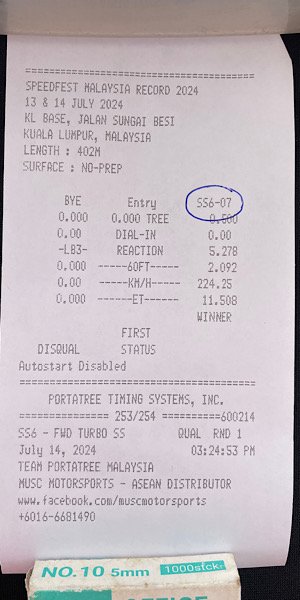 ===================================
SPEEDFEST MALAYSIA RECORD 2024
13 & 14 JULY 2024
KL BASE, JALAN SUNGAI BESI
KUALA LUMPUR, MALAYSIA
LENGTH : 402M
SURFACE : NO-PREP
BYE Entry SS6-07
0.000 0.000 TREE 0.500
0.00 DIAL-IN 0.00
-LB3- REACTION 5.278
0.000 ------60FT------ 2.092
0.00 ------KM/H------ 224.25
0.000 -------ET------- 11.508
WINNER
FIRST
DISQUAL STATUS
Autostart Disabled
===================================
PORTATREE TIMING SYSTEMS, INC.
============== 253/254 ==========600214
SS6 - FWD TURBO SS QUAL RND 1
July 14, 2024 03:24:53 PM
TEAM PORTATREE MALAYSIA
MUSC MOTORSPORTS - ASEAN DISTRIBUTOR
www.facebook.com/muscmotorsports
+6016-6681490
NO.10 5mm 1000stck